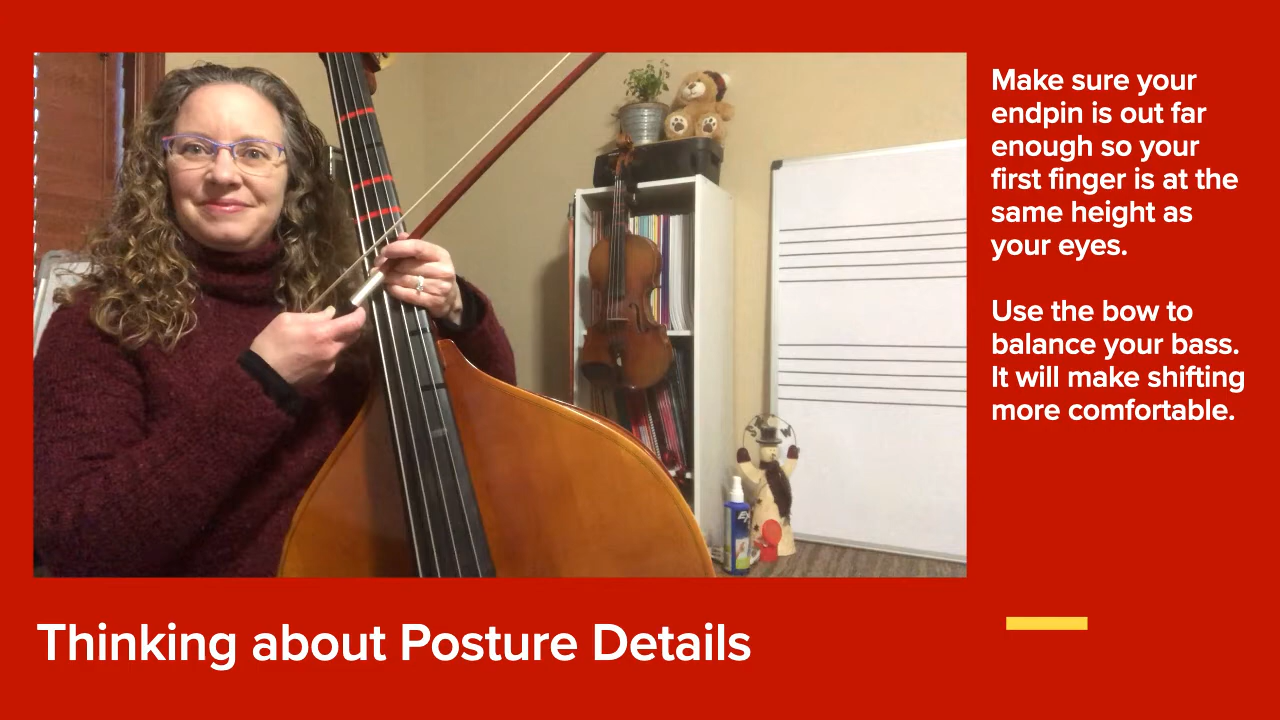 Make sure your
endpin is out far
enough so your
first finger is at the
same height as
your eyes.
Use the bow to
balance your bass.
It will make shifting
more comfortable.
Thinking about Posture Details